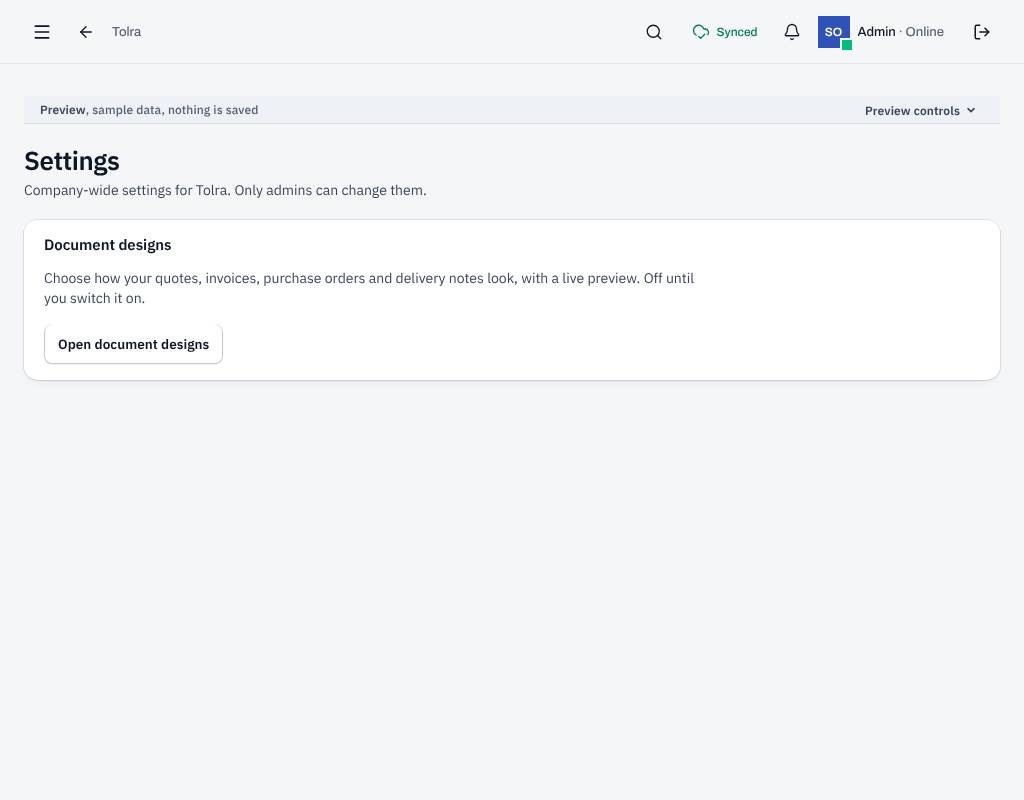 Tolra
Synced
SO
Admin · Online
Preview, sample data, nothing is saved
Preview controls
Settings
Company-wide settings for Tolra. Only admins can change them.
Document designs
Choose how your quotes, invoices, purchase orders and delivery notes look, with a live preview. Off until
you switch it on.
Open document designs